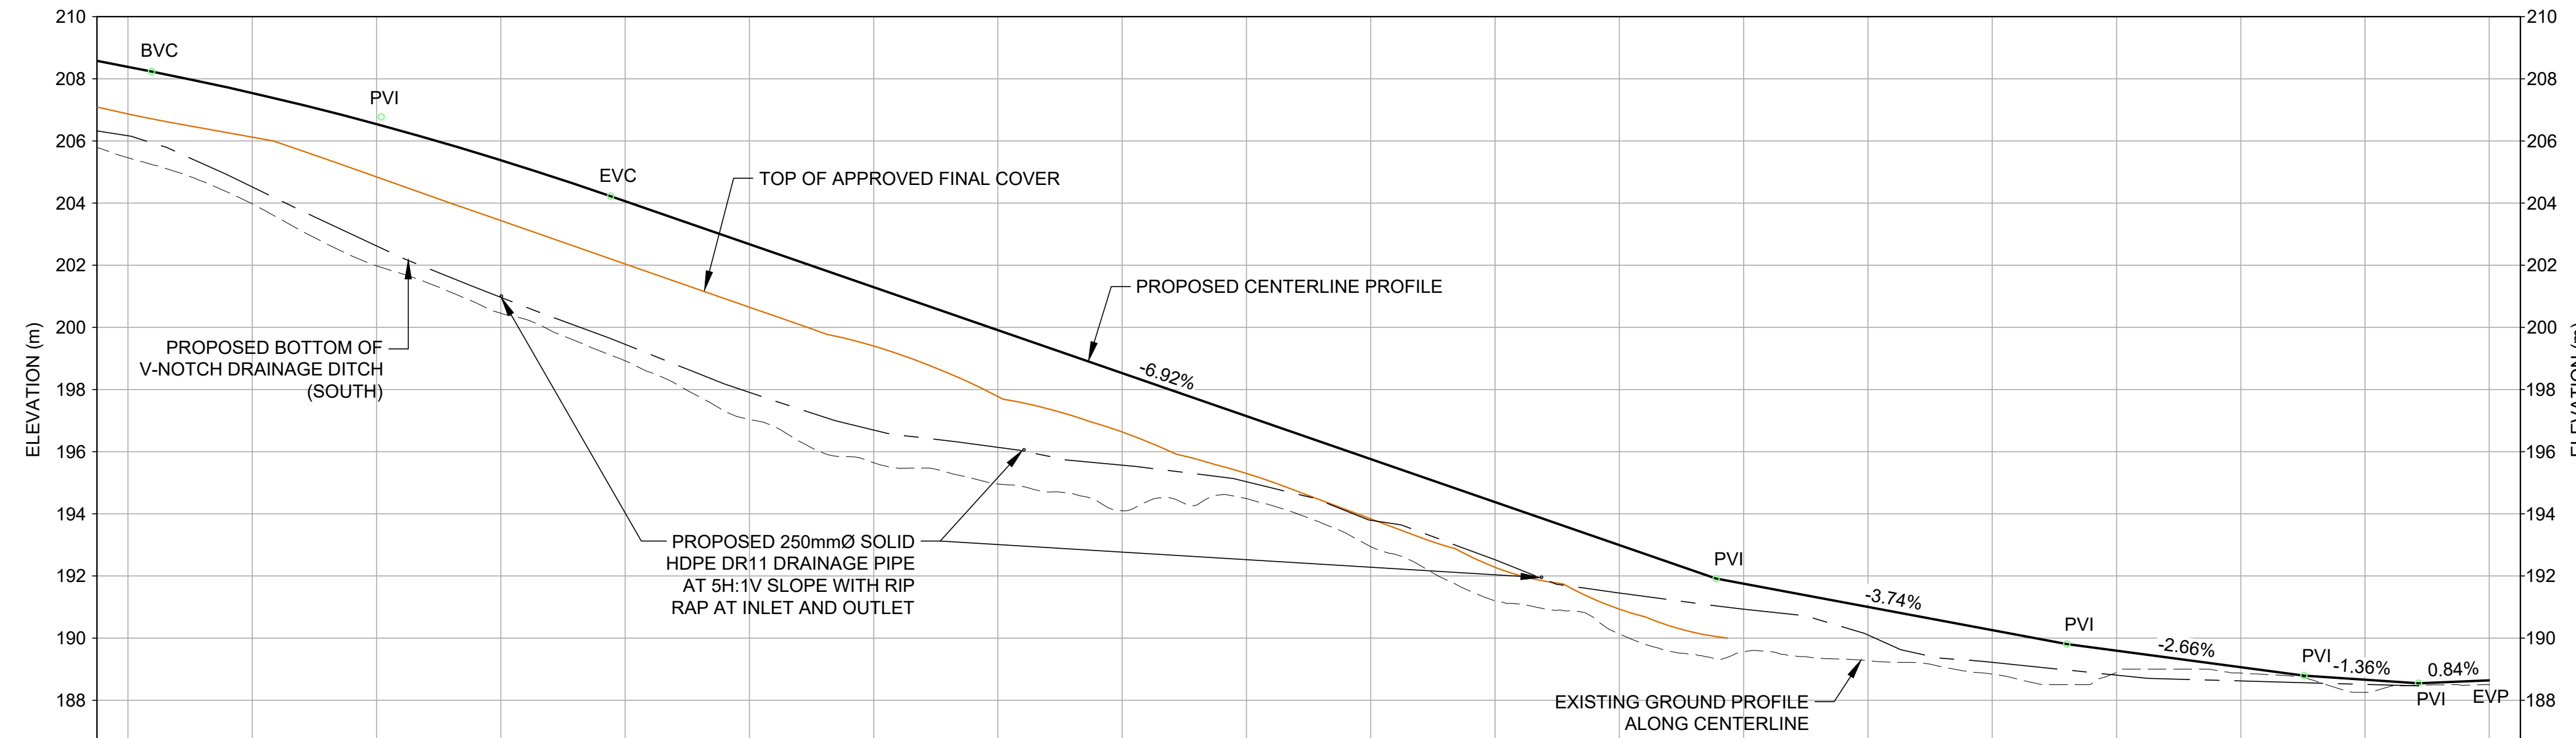 210
210
BVC
208
208
PVI
206
206
EVC
TOP OF APPROVED FINAL COVER
204
204
202
202
PROPOSED CENTERLINE PROFILE
ELEVATION (m)
ELEVATION (m)
200
200
PROPOSED BOTTOM OF
V-NOTCH DRAINAGE DITCH
(SOUTH)
-6.92%
198
198
196
196
194
194
PROPOSED 250mmØ SOLID
HDPE DR11 DRAINAGE PIPE
AT 5H:1V SLOPE WITH RIP
RAP AT INLET AND OUTLET
PVI
192
192
-3.74%
PVI
190
190
-2.66%
PVI
-1.36%
0.84%
188
188
EXISTING GROUND PROFILE
ALONG CENTERLINE
PVI
EVP